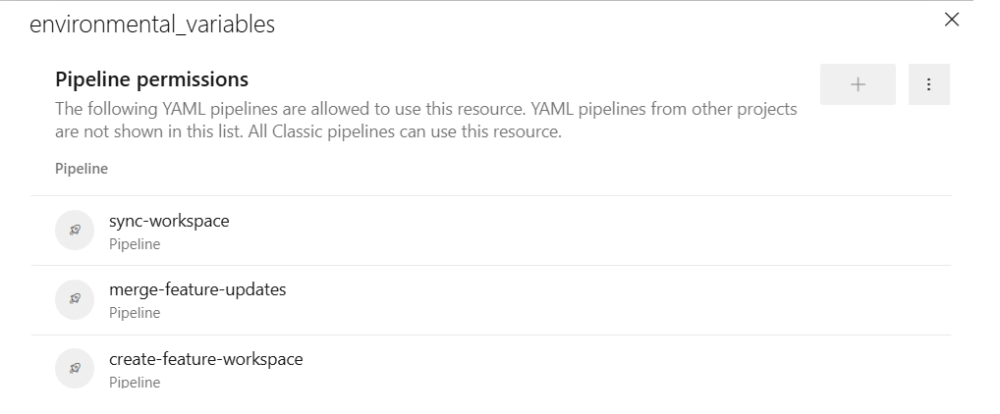 environmental_variables
Pipeline permissions
The following YAML pipelines are allowed to use this resource. YAML pipelines from other projects
are not shown in this list. All Classic pipelines can use this resource.
Pipeline
sync-workspace
Pipeline
merge-feature-updates
Pipeline
create-feature-workspace
Pipeline